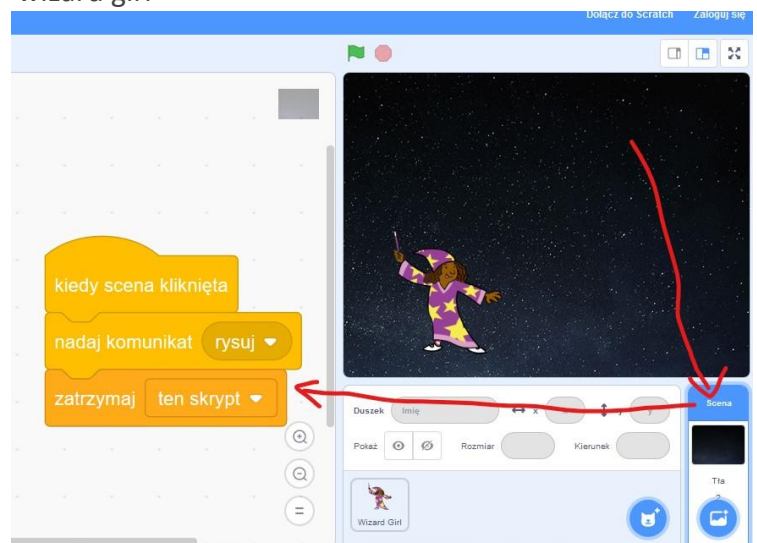 Wizard girl
Dołącz do Scratch Zaloguj się
kiedy scena kliknięta
nadaj komunikat rysuj
zatrzymaj ten skrypt
Duszek Imię x y y
Pokaż Rozmiar Kierunek
Wizard Girl
Scena
Tła
2